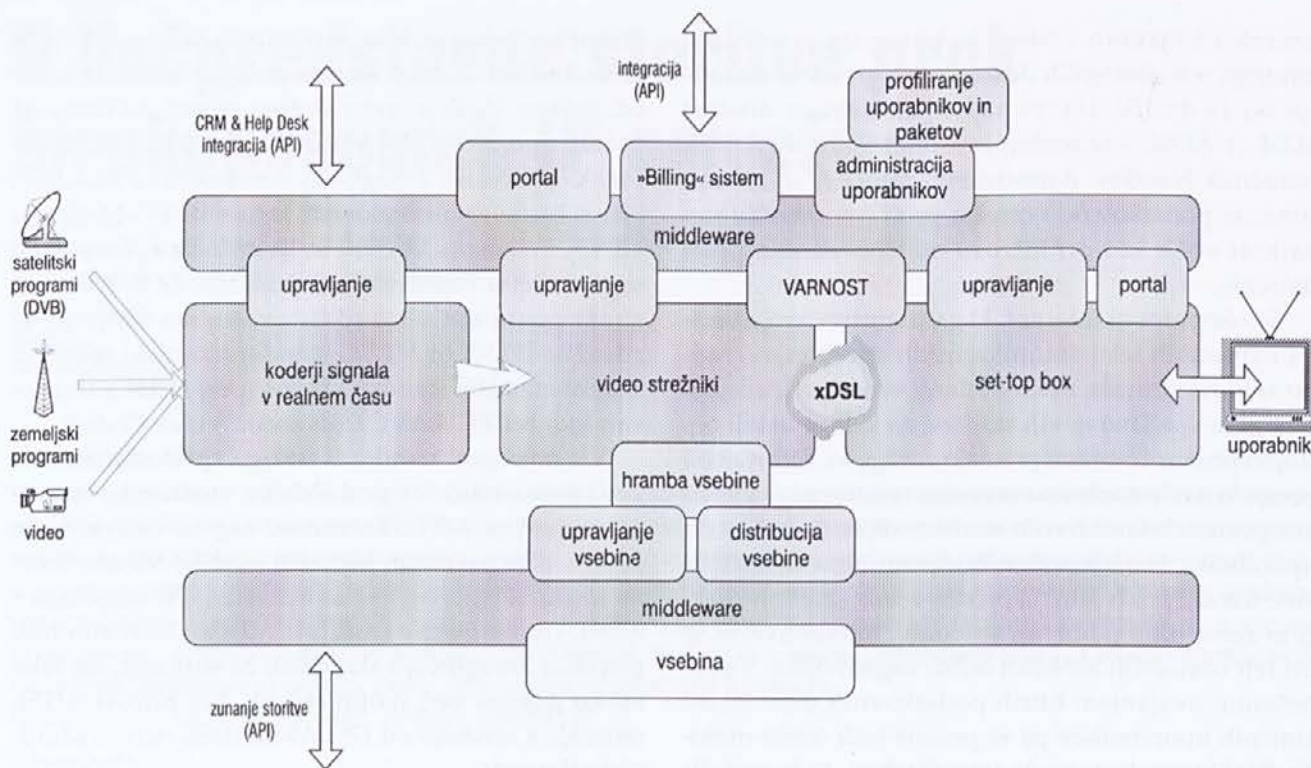 integracija
(API)
CRM & Help Desk
integracija (API)
profiliranje
uporabnikov in
paketov
portal
»Billing« sistem
administracija
uporabnikov
middleware
satelitski
programi
(DVB)
upravljanje
upravljanje
VARNOST
upravljanje
portal
koderji signala
v realnem času
video strežniki
xDSL
set-top box
uporabnik
zemeljski
programi
video
hramba vsebine
upravljanje
vsebine
distribucija
vsebine
middleware
vsebina
zunanje storitve
(API)